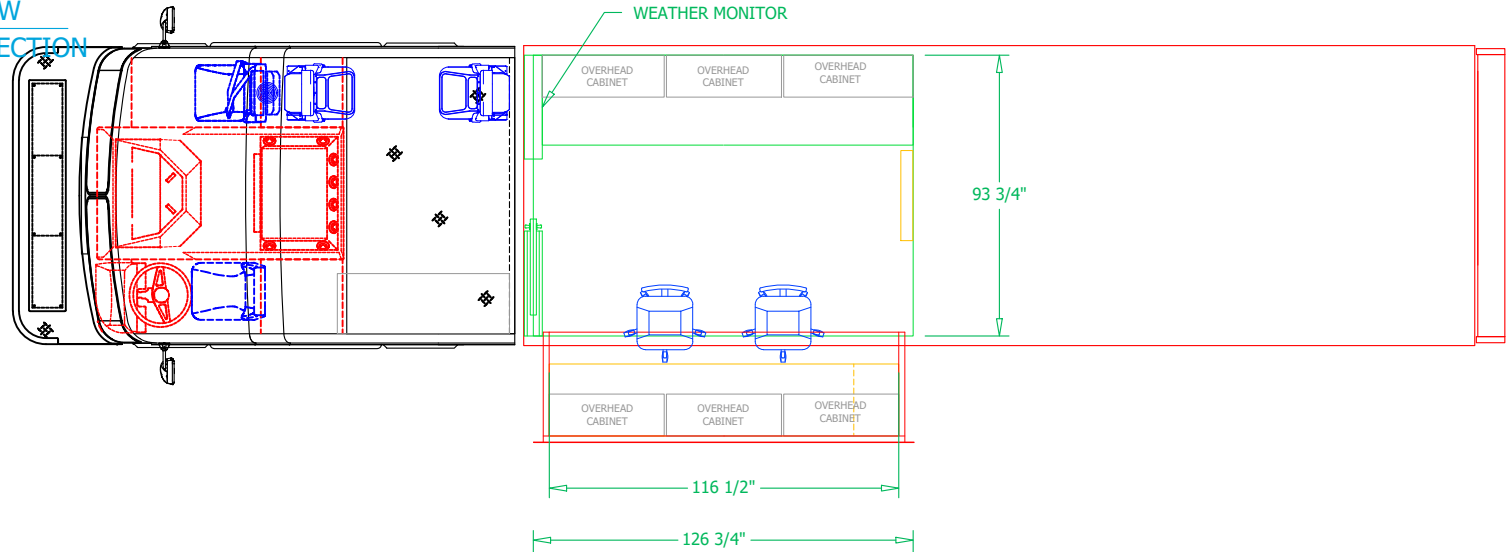 W
ECTION
WEATHER MONITOR
OVERHEAD
CABINET
OVERHEAD
CABINET
OVERHEAD
CABINET
93 3/4"
OVERHEAD
CABINET
OVERHEAD
CABINET
OVERHEAD
CABINET
116 1/2"
126 3/4"